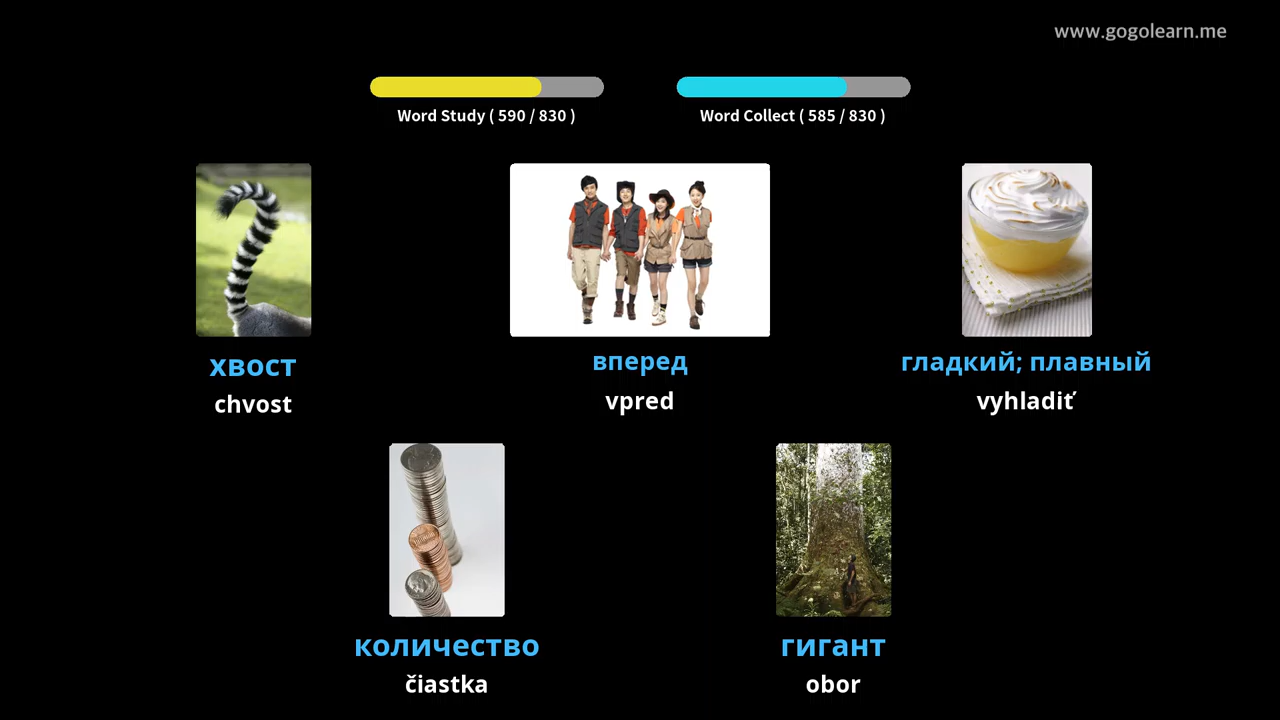 www.gogolearn.me
Word Study ( 590 / 830 )
Word Collect ( 585 / 830 )
хвост
chvost
вперед
vpred
гладкий; плавный
vyhladiť
количество
čiastka
гигант
obor